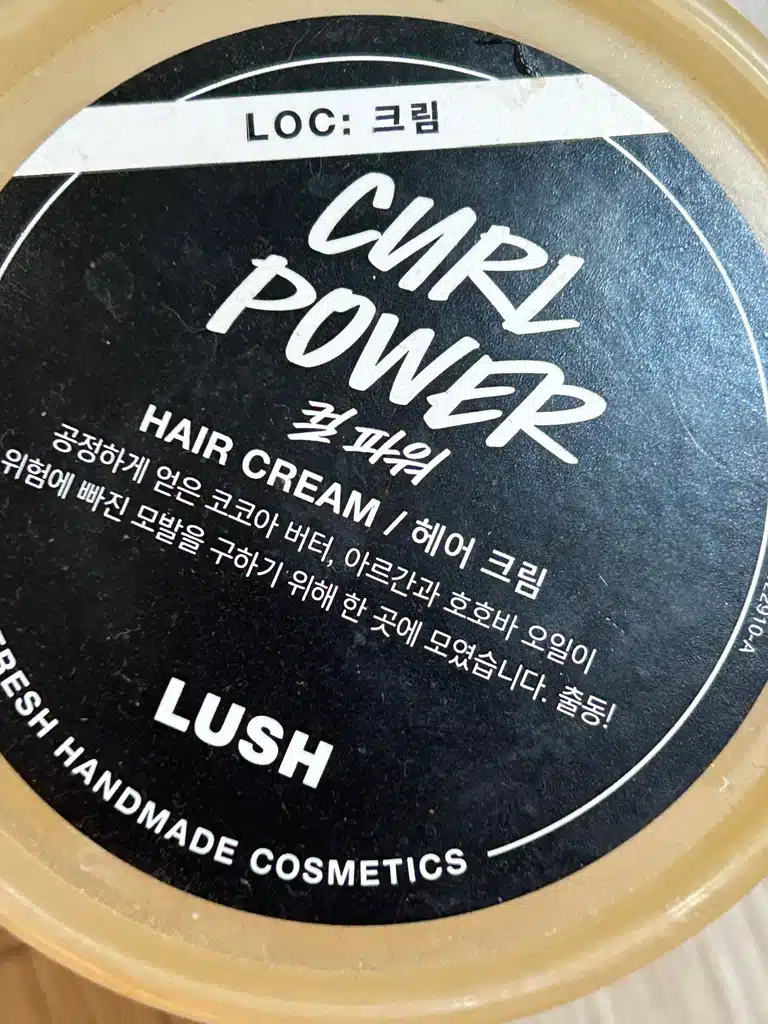 LOC: 크림
CURL
POWER
컬 파워
HAIR CREAM / 헤어 크림
공정하게 얻은 코코아 버터, 아르간과 호호바 오일이
위험에 빠진 모발을 구하기 위해 한 곳에 모였습니다. 출동!
LUSH
FRESH HANDMADE COSMETICS